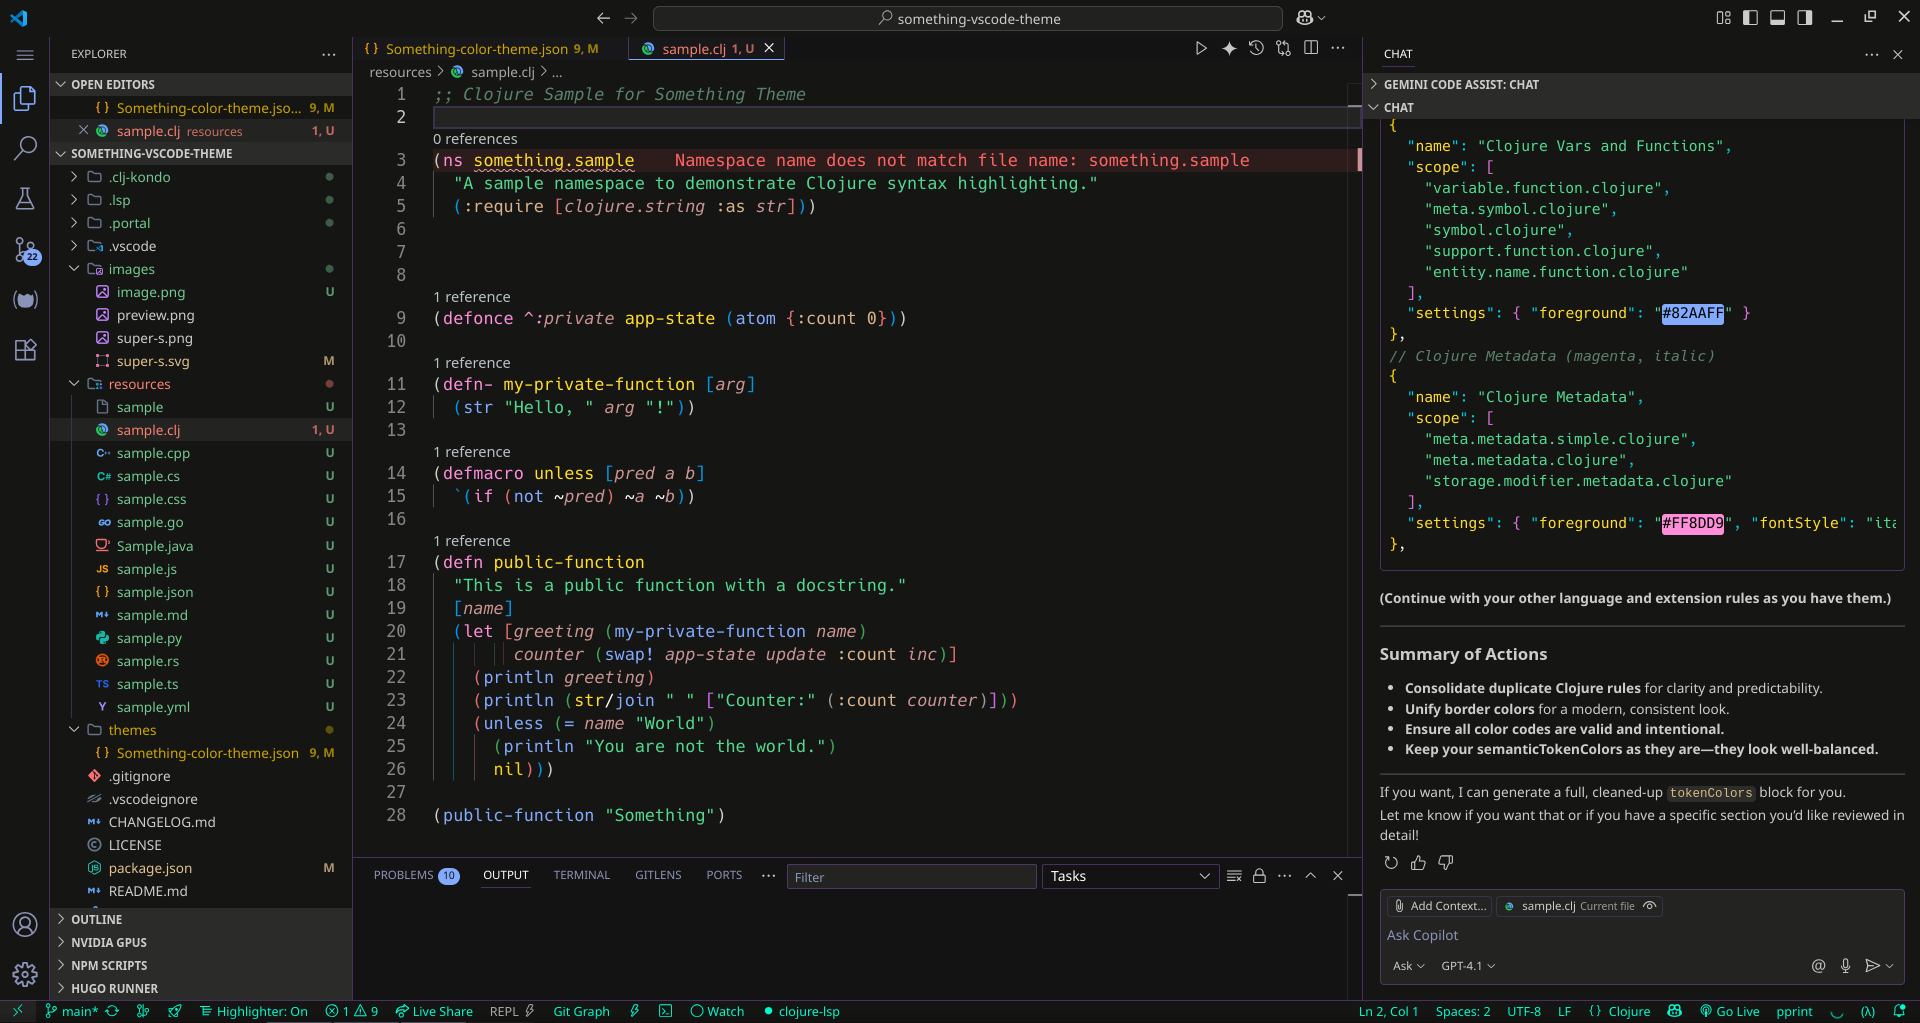 something-vscode-theme
EXPLORER
OPEN EDITORS
Something-color-theme.jso... 9, M
sample.clj resources 1, U
SOMETHING-VSCODE-THEME
.clj-kondo
.lsp
.portal
.vscode
images
image.png U
preview.png
super-s.png
super-s.svg M
resources
sample U
sample.clj 1, U
sample.cpp U
sample.cs U
sample.css U
sample.go U
Sample.java U
sample.js U
sample.json U
sample.md U
sample.py U
sample.rs U
sample.ts U
sample.yml U
themes
Something-color-theme.json 9, M
.gitignore
.vscodeignore
CHANGELOG.md
LICENSE
package.json M
README.md
OUTLINE
NVIDIA GPUS
NPM SCRIPTS
HUGO RUNNER
22
Something-color-theme.json 9, M
sample.clj 1, U
resources > sample.clj > ...
1 ;; Clojure Sample for Something Theme
2
0 references
3 (ns something.sample Namespace name does not match file name: something.sample
4 "A sample namespace to demonstrate Clojure syntax highlighting."
5 (:require [clojure.string :as str]))
6
7
8
1 reference
9 (defonce ^:private app-state (atom {:count 0}))
10
1 reference
11 (defn- my-private-function [arg]
12 (str "Hello, " arg "!"))
13
1 reference
14 (defmacro unless [pred a b]
15 `(if (not ~pred) ~a ~b))
16
1 reference
17 (defn public-function
18 "This is a public function with a docstring."
19 [name]
20 (let [greeting (my-private-function name)
21 counter (swap! app-state update :count inc)]
22 (println greeting)
23 (println (str/join " " ["Counter:" (:count counter)]))
24 (unless (= name "World")
25 (println "You are not the world.")
26 nil)))
27
28 (public-function "Something")
PROBLEMS 10 OUTPUT TERMINAL GITLENS PORTS
Filter
Tasks
CHAT
GEMINI CODE ASSIST: CHAT
CHAT
{
"name": "Clojure Vars and Functions",
"scope": [
"variable.function.clojure",
"meta.symbol.clojure",
"symbol.clojure",
"support.function.clojure",
"entity.name.function.clojure"
],
"settings": { "foreground": "#82AAFF" }
},
// Clojure Metadata (magenta, italic)
{
"name": "Clojure Metadata",
"scope": [
"meta.metadata.simple.clojure",
"meta.metadata.clojure",
"storage.modifier.metadata.clojure"
],
"settings": { "foreground": "#FF8DD9", "fontStyle": "ita
},
(Continue with your other language and extension rules as you have them.)
Summary of Actions
• Consolidate duplicate Clojure rules for clarity and predictability.
• Unify border colors for a modern, consistent look.
• Ensure all color codes are valid and intentional.
• Keep your semanticTokenColors as they are—they look well-balanced.
If you want, I can generate a full, cleaned-up tokenColors block for you.
Let me know if you want that or if you have a specific section you'd like reviewed in
detail!
Add Context...
sample.clj Current file
Ask Copilot
Ask GPT-4.1
main* Highlighter: On 1 9 Live Share REPL Git Graph Watch clojure-lsp
Ln 2, Col 1 Spaces: 2 UTF-8 LF { } Clojure Go Live pprint (λ)